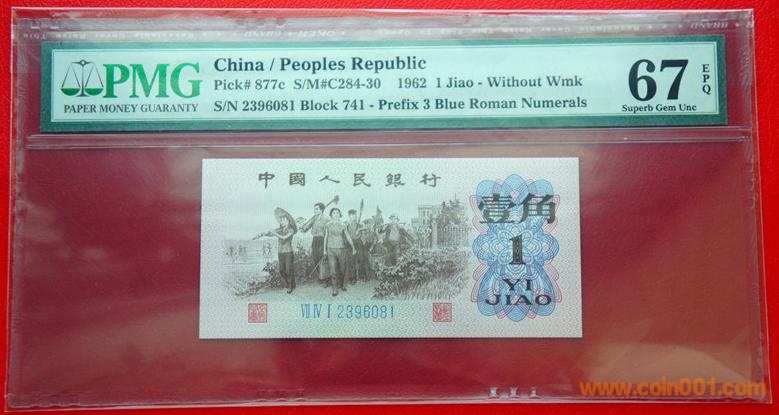 PMG
PAPER MONEY GUARANTY
China / Peoples Republic
Pick# 877c S/M#C284-30 1962 1 Jiao - Without Wmk
S/N 2396081 Block 741 - Prefix 3 Blue Roman Numerals
67 EPQ
Superb Gem Unc
中國人民銀行
壹角
1
YI
JIAO
VII IV I 2396081
www.coin001.com